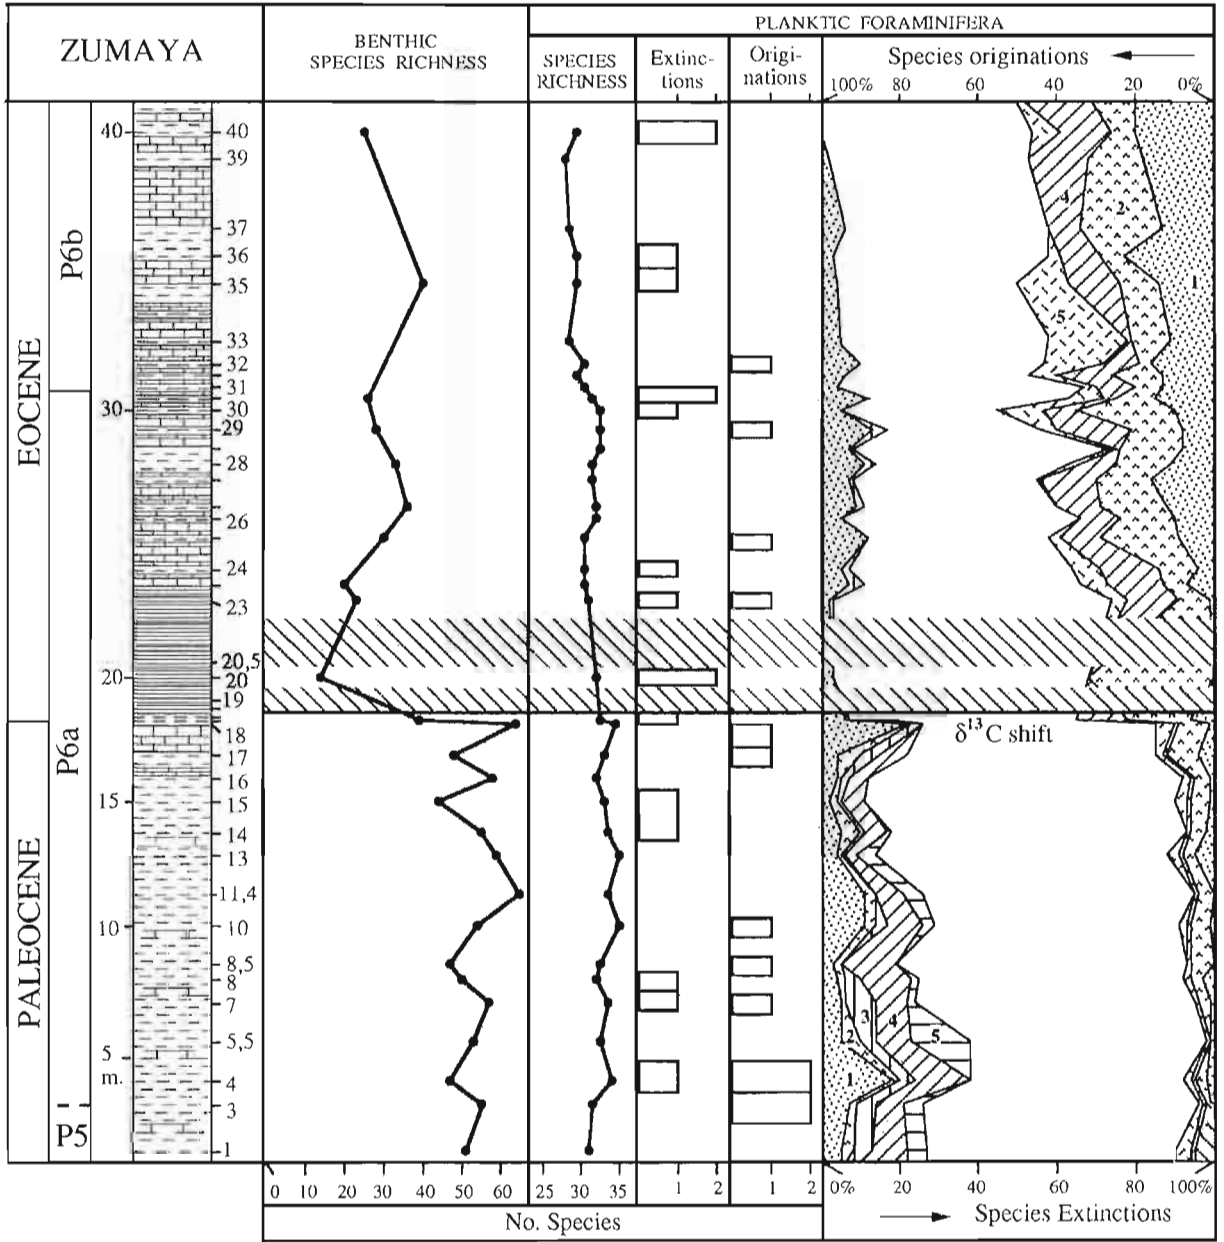 ZUMAYA
BENTHIC
SPECIES RICHNESS
PLANKTIC FORAMINIFERA
SPECIES
RICHNESS
Extinc-
tions
Origi-
nations
Species originations
100% 80 60 40 20 0%
EOCENE
PALEOCENE
P6b
P6a
P5
40
30
20
15
10
5
m.
40
39
37
36
35
33
32
31
30
29
28
26
25
24
23
20,5
20
19
18
17
16
15
14
13
11,4
10
8,5
8
7
5,5
4
3
1
4
2
1
5
δ13C shift
3
4
2
5
1
0 10 20 30 40 50 60
25 30 35
1 2
1 2
0% 20 40 60 80 100%
No. Species
Species Extinctions